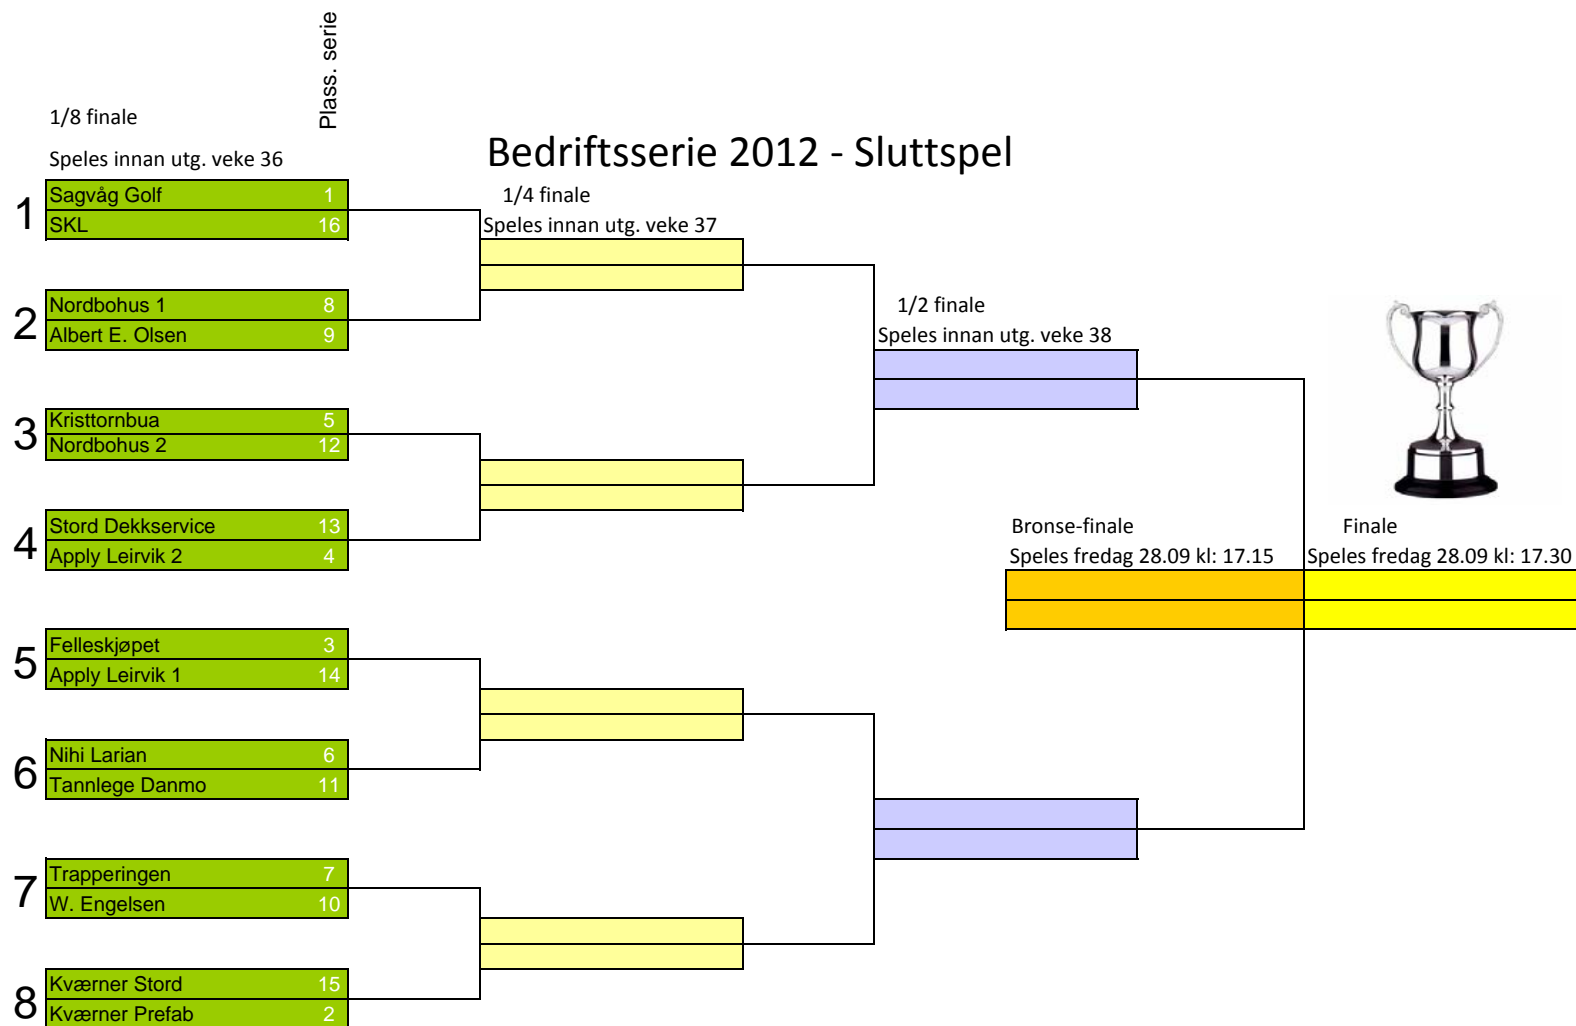 Plass. serie
1/8 finale
Speles innan utg. veke 36
Bedriftsserie 2012 - Sluttspel
1 Sagvåg Golf 1
SKL 16
1/4 finale
Speles innan utg. veke 37
2 Nordbohus 1 8
Albert E. Olsen 9
1/2 finale
Speles innan utg. veke 38
3 Kristtornbua 5
Nordbohus 2 12
4 Stord Dekkservice 13
Apply Leirvik 2 4
Bronse-finale
Speles fredag 28.09 kl: 17.15
Finale
Speles fredag 28.09 kl: 17.30
5 Felleskjøpet 3
Apply Leirvik 1 14
6 Nihi Larian 6
Tannlege Danmo 11
7 Trapperingen 7
W. Engelsen 10
8 Kværner Stord 15
Kværner Prefab 2